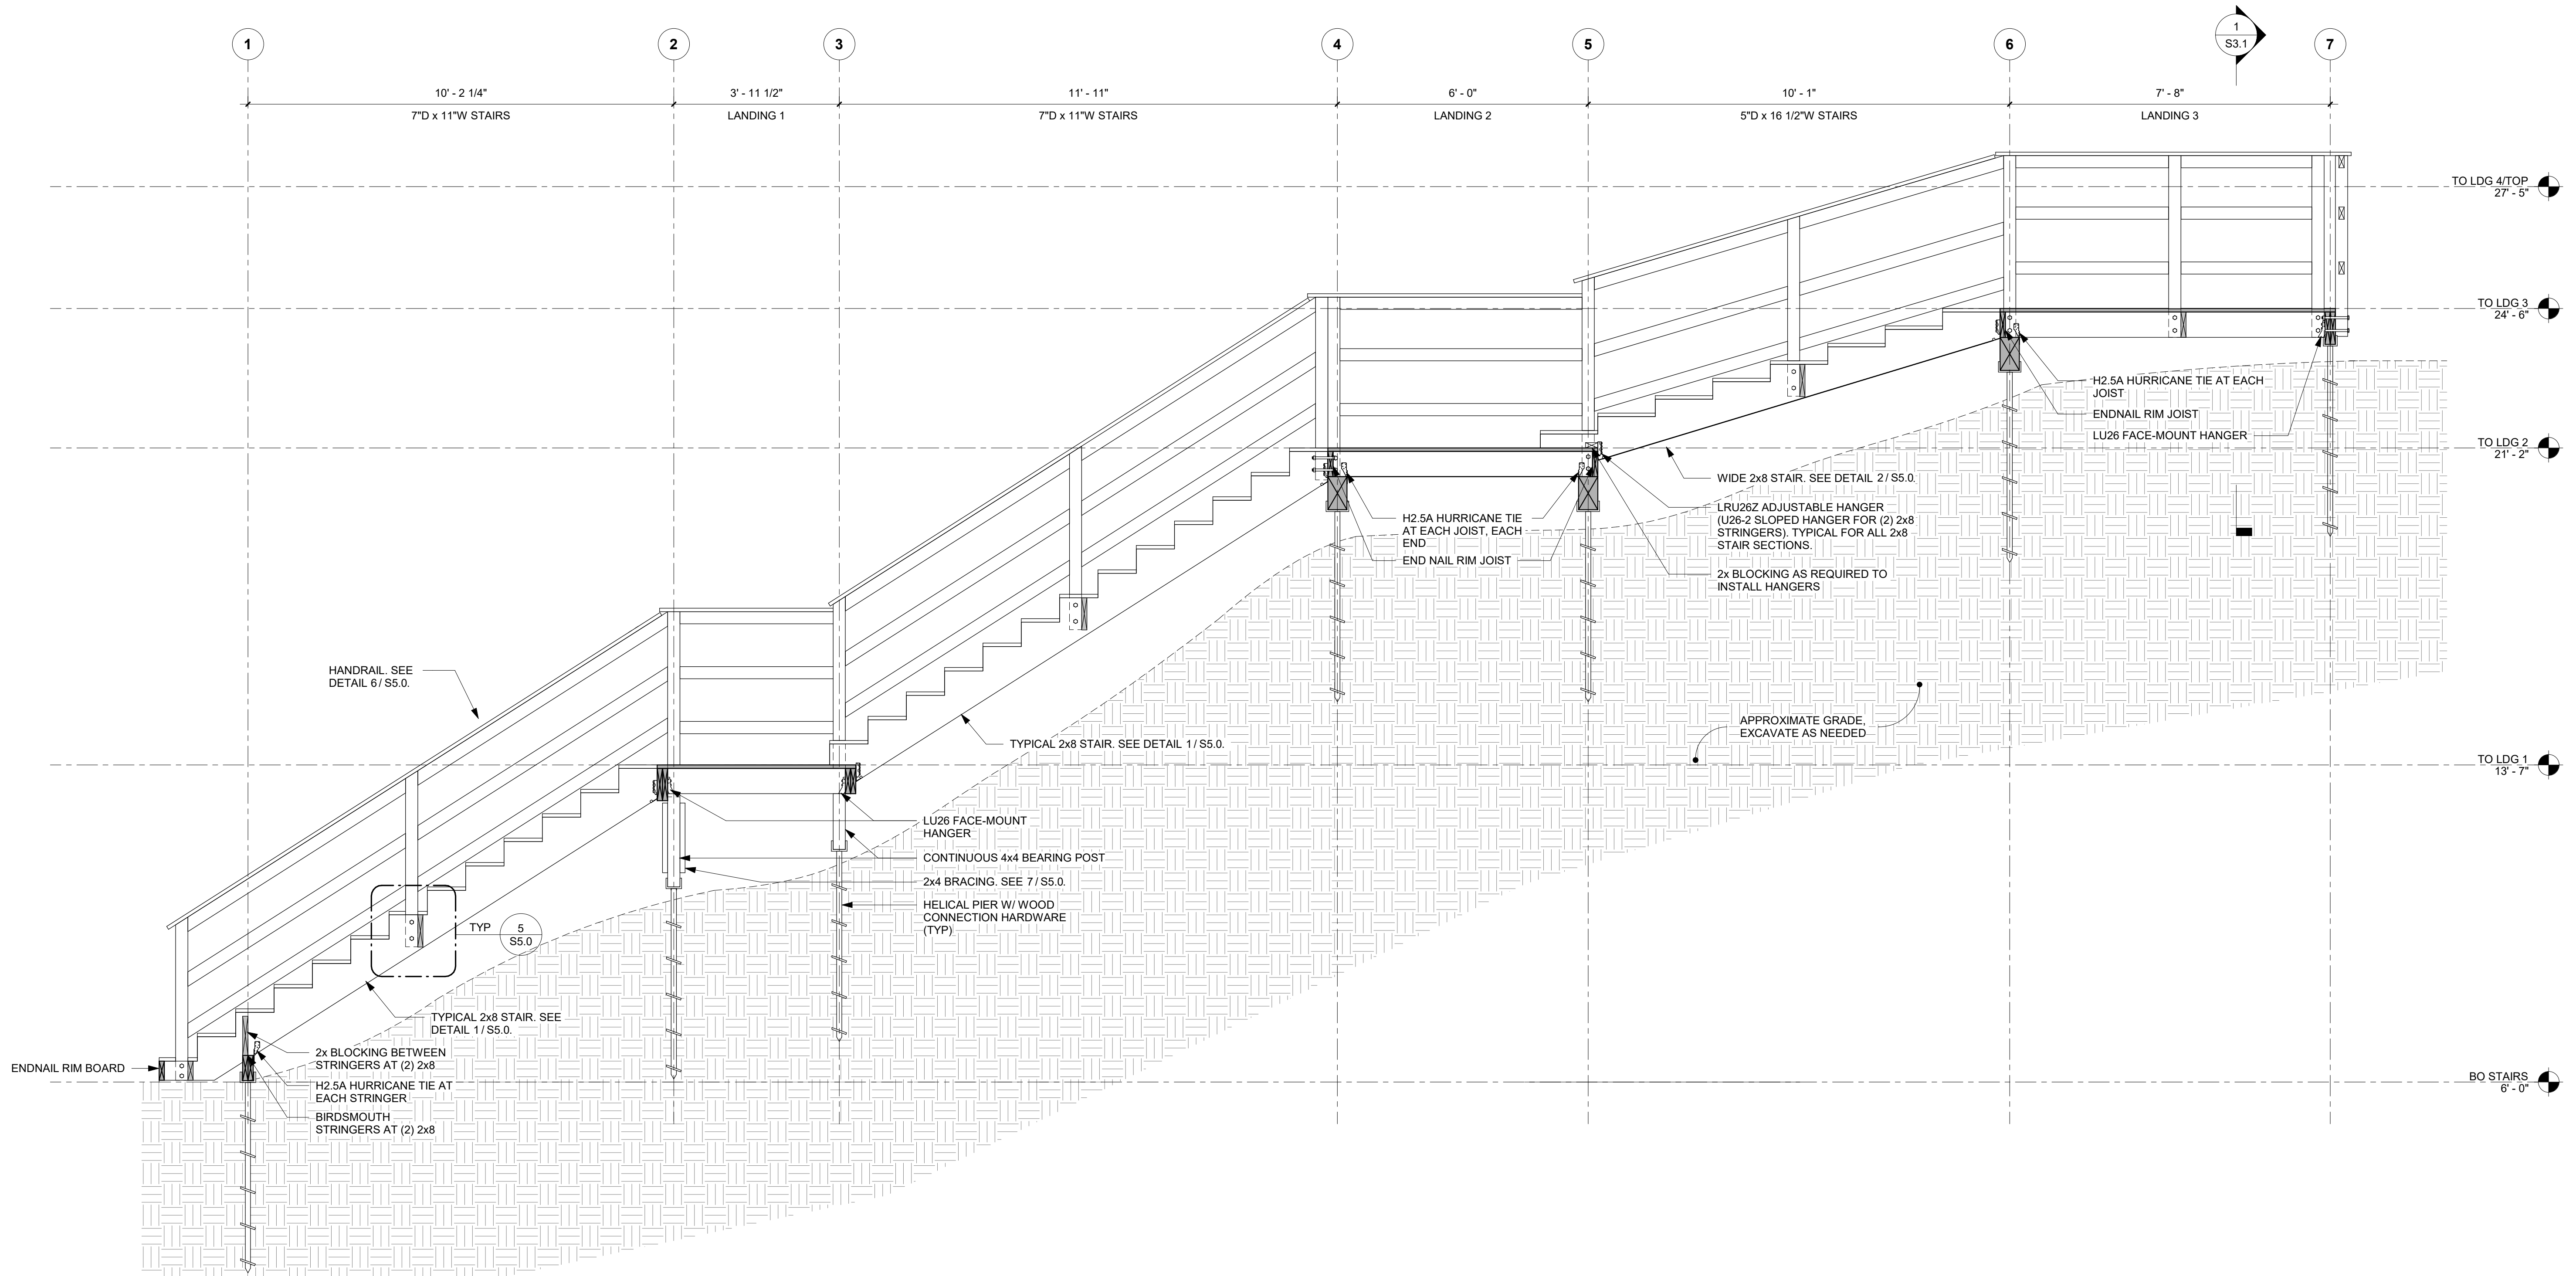 1
2
3
4
5
6
1
S3.1
7
10' - 2 1/4"
3' - 11 1/2"
11' - 11"
6' - 0"
10' - 1"
7' - 8"
7"D x 11"W STAIRS
LANDING 1
7"D x 11"W STAIRS
LANDING 2
5"D x 16 1/2"W STAIRS
LANDING 3
TO LDG 4/TOP
27' - 5"
TO LDG 3
24' - 6"
H2.5A HURRICANE TIE AT EACH
JOIST
ENDNAIL RIM JOIST
LU26 FACE-MOUNT HANGER
TO LDG 2
21' - 2"
WIDE 2x8 STAIR. SEE DETAIL 2 / S5.0.
LRU26Z ADJUSTABLE HANGER
(U26-2 SLOPED HANGER FOR (2) 2x8
STRINGERS). TYPICAL FOR ALL 2x8
STAIR SECTIONS.
2x BLOCKING AS REQUIRED TO
INSTALL HANGERS
H2.5A HURRICANE TIE
AT EACH JOIST, EACH
END
END NAIL RIM JOIST
HANDRAIL. SEE
DETAIL 6 / S5.0.
TYPICAL 2x8 STAIR. SEE DETAIL 1 / S5.0.
APPROXIMATE GRADE,
EXCAVATE AS NEEDED
TO LDG 1
13' - 7"
LU26 FACE-MOUNT
HANGER
CONTINUOUS 4x4 BEARING POST
2x4 BRACING. SEE 7 / S5.0.
HELICAL PIER W/ WOOD
CONNECTION HARDWARE
(TYP)
TYP
5
S5.0
TYPICAL 2x8 STAIR. SEE
DETAIL 1 / S5.0.
2x BLOCKING BETWEEN
STRINGERS AT (2) 2x8
ENDNAIL RIM BOARD
H2.5A HURRICANE TIE AT
EACH STRINGER
BIRDSMOUTH
STRINGERS AT (2) 2x8
BO STAIRS
6' - 0"